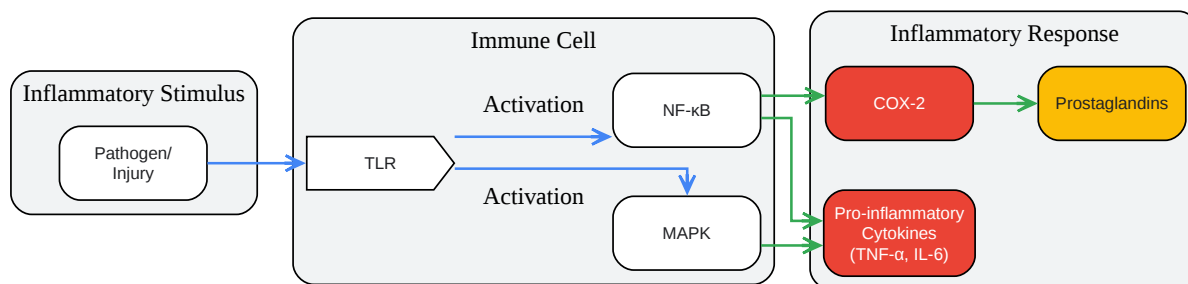 Inflammatory Stimulus
Pathogen/
Injury
Immune Cell
TLR
Activation
Activation
NF-κB
MAPK
Inflammatory Response
COX-2
Prostaglandins
Pro-inflammatory
Cytokines
(TNF-α, IL-6)